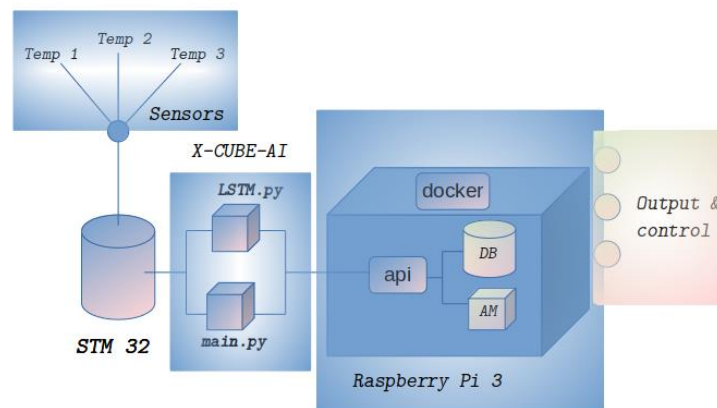 Temp 1
Temp 2
Temp 3
Sensors
X-CUBE-AI
LSTM.py
main.py
STM 32
docker
api
DB
AM
Raspberry Pi 3
Output &
control